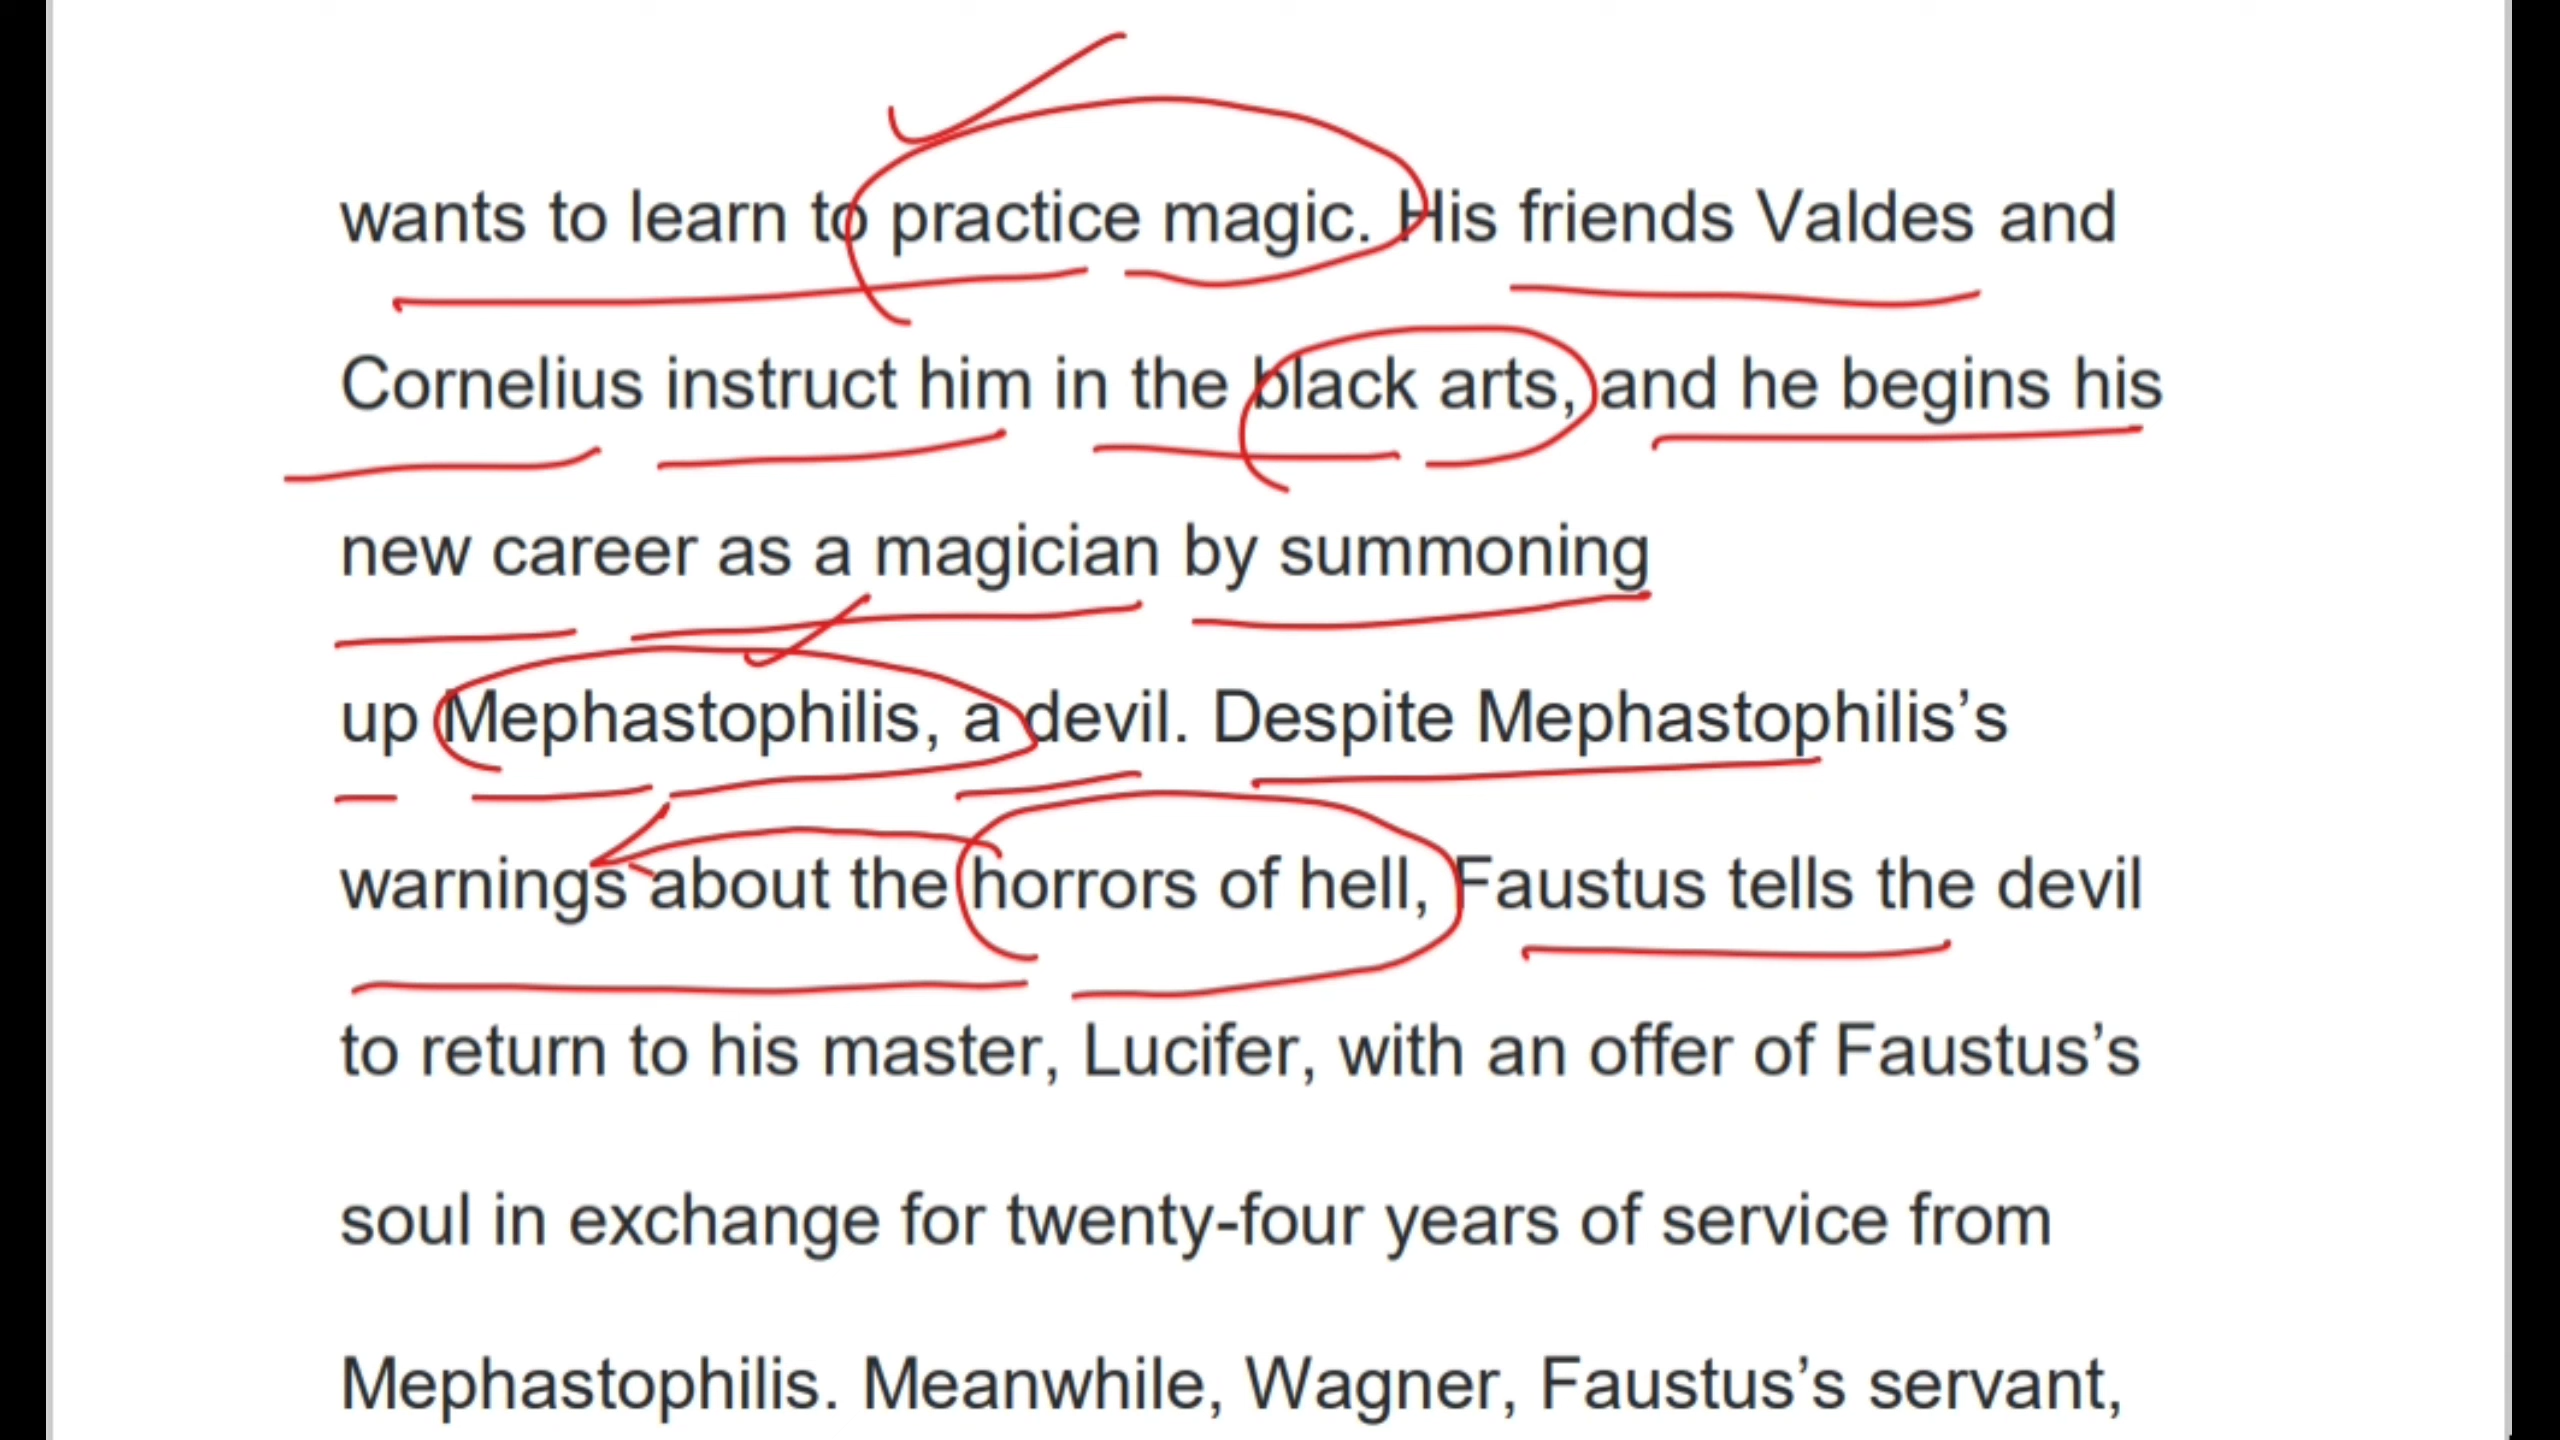 wants to learn to practice magic. His friends Valdes and
Cornelius instruct him in the black arts, and he begins his
new career as a magician by summoning
up Mephastophilis, a devil. Despite Mephastophilis’s
warnings about the horrors of hell, Faustus tells the devil
to return to his master, Lucifer, with an offer of Faustus’s
soul in exchange for twenty-four years of service from
Mephastophilis. Meanwhile, Wagner, Faustus’s servant,